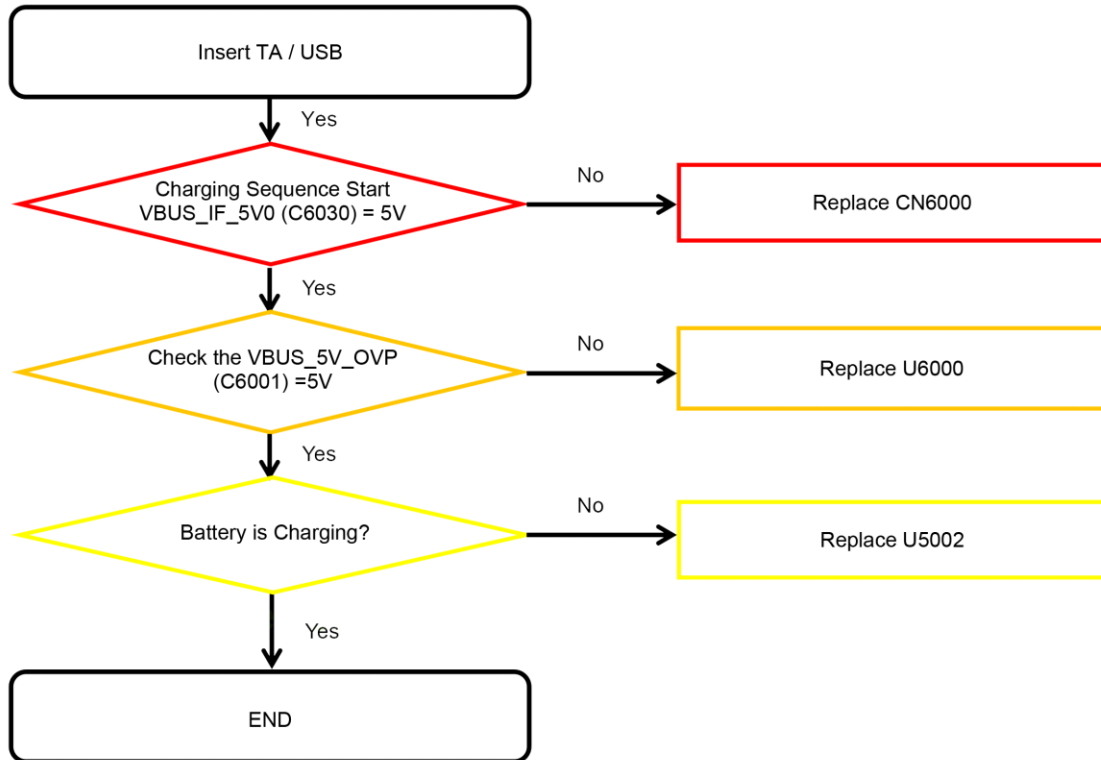 Insert TA / USB
Yes
Charging Sequence Start
VBUS_IF_5V0 (C6030) = 5V
No
Replace CN6000
Yes
Check the VBUS_5V_OVP
(C6001) =5V
No
Replace U6000
Yes
Battery is Charging?
No
Replace U5002
Yes
END